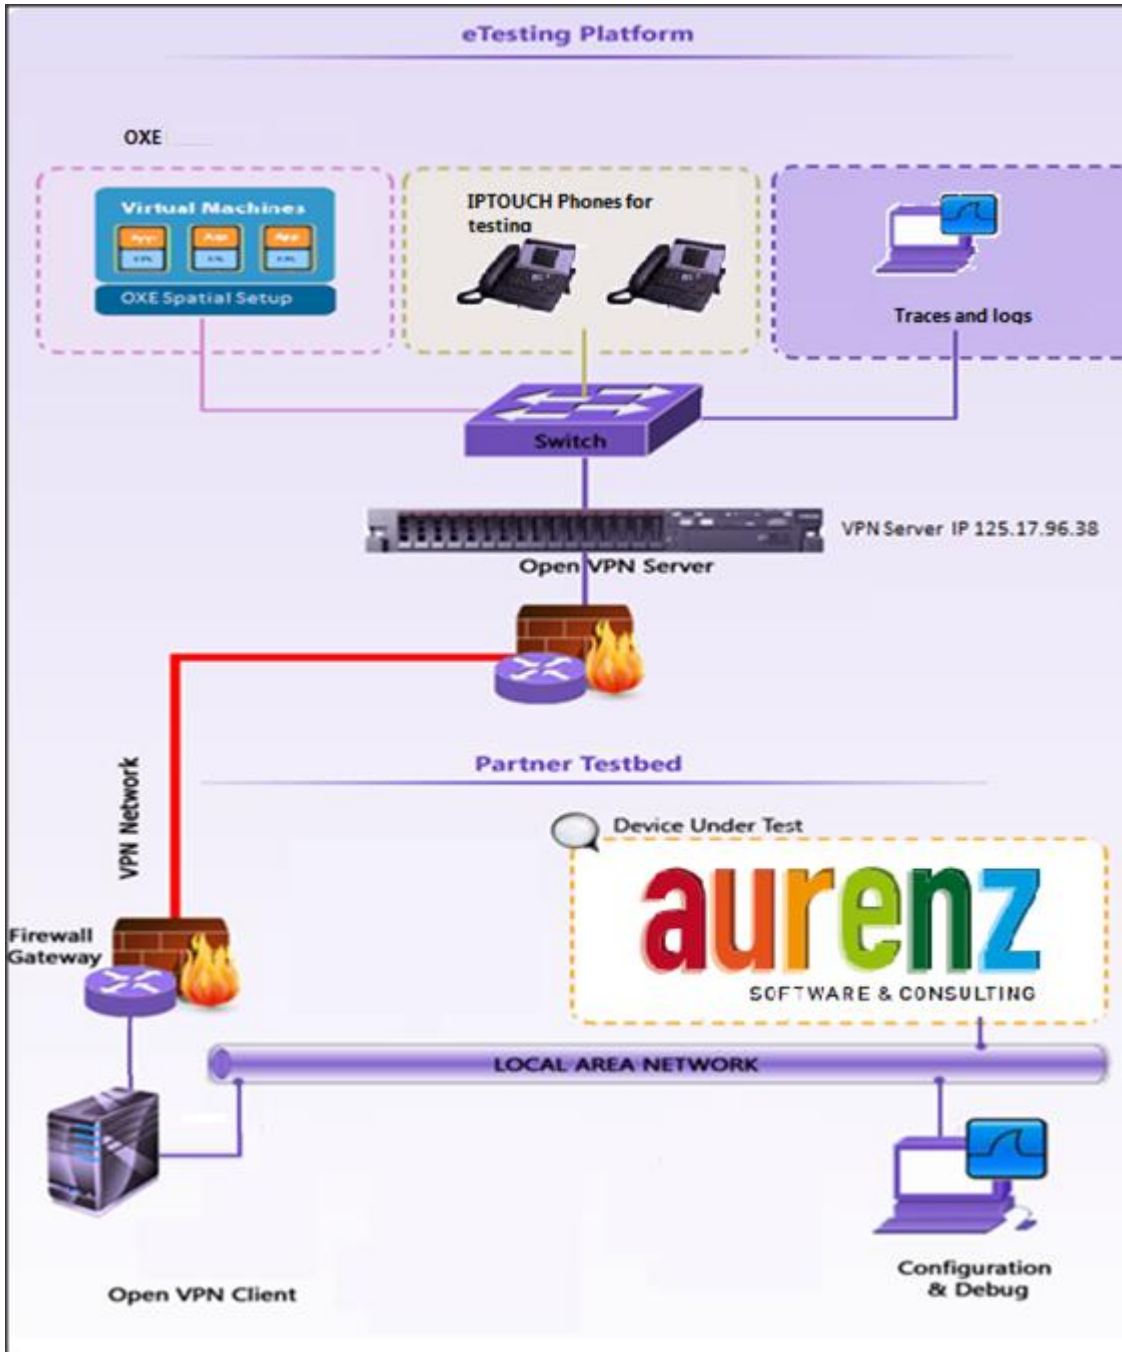 eTesting Platform
OXE
Virtual Machines
App
App
App
OXE Spatial Setup
IPTOUCH Phones for
testing
Traces and logs
Switch
VPN Server IP 125.17.96.38
Open VPN Server
VPN Network
Partner Testbed
Device Under Test
aurenz
SOFTWARE & CONSULTING
Firewall
Gateway
LOCAL AREA NETWORK
Open VPN Client
Configuration
& Debug